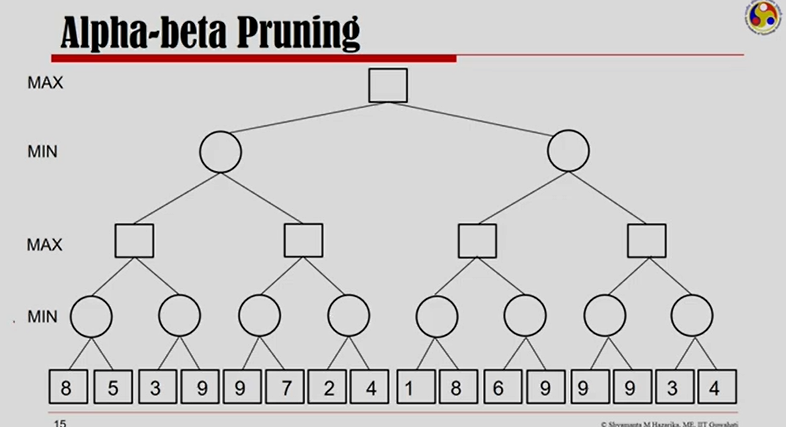 Alpha-beta Pruning
MAX
MIN
MAX
MIN
8 5 3 9 9 7 2 4 1 8 6 9 9 9 3 4
15
© Shyamanta M Hazarika, ME, IIT Guwahati